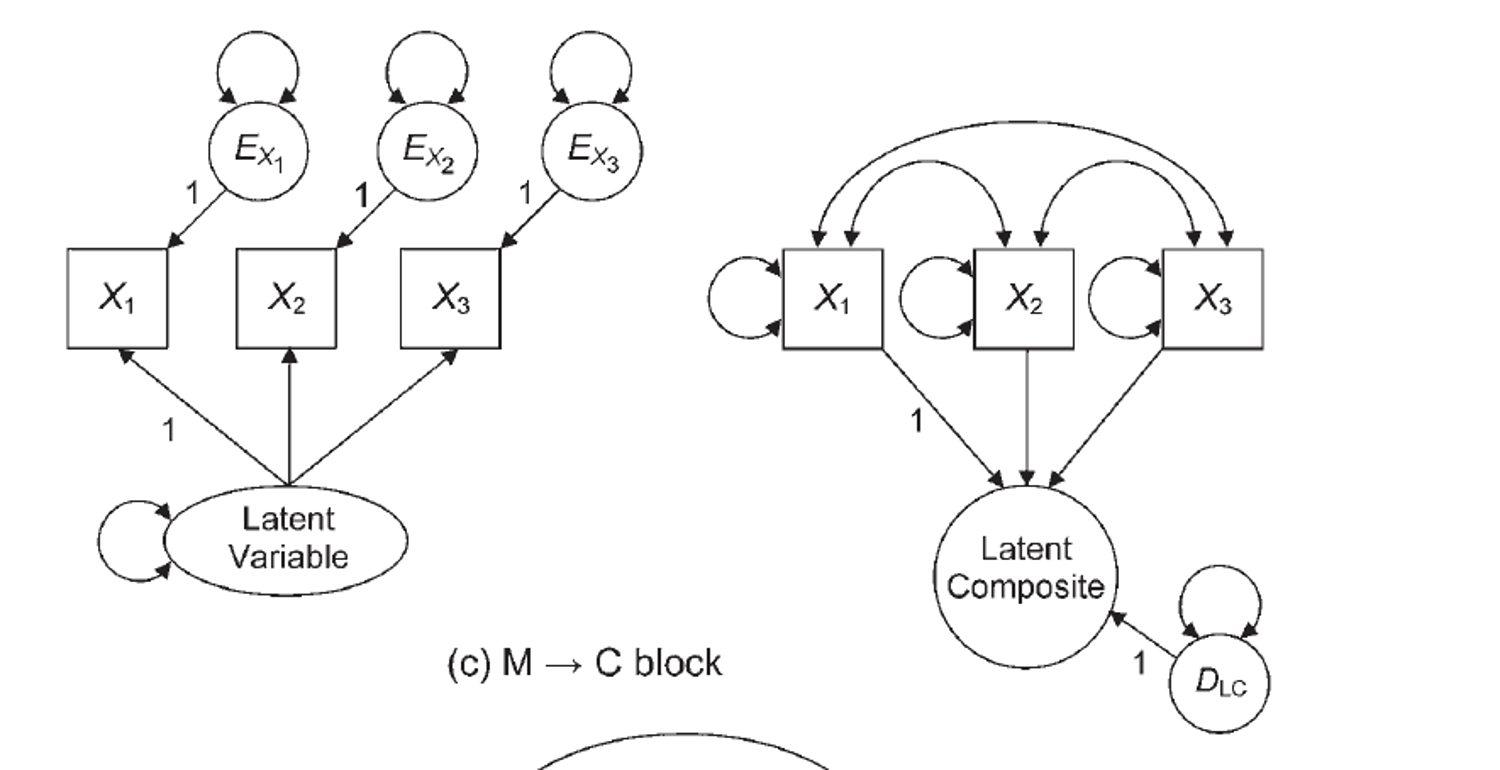 E_{X_1} E_{X_2} E_{X_3}
1 1 1
X_1 X_2 X_3 X_1 X_2 X_3
1 1
Latent
Variable
Latent
Composite
1
D_{LC}
(c) M → C block